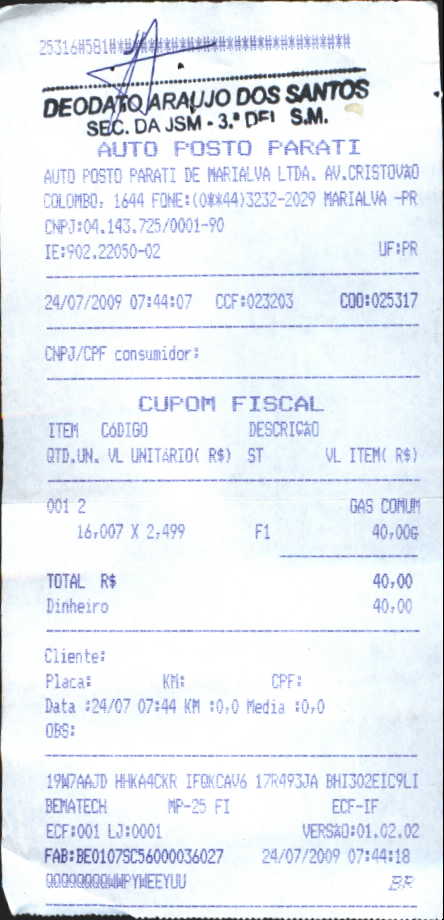 25316#581#*#*#*#*#*#*#*#*#*#*#*#*#
DEODATO ARAUJO DOS SANTOS
SEC. DA JSM - 3.ª DEL S.M.
AUTO POSTO PARATI
AUTO POSTO PARATI DE MARIALVA LTDA. AV.CRISTOVÃO
COLOMBO, 1644 FONE:(0**44)3232-2029 MARIALVA -PR
CNPJ:04.143.725/0001-90
IE:902.22050-02 UF:PR
24/07/2009 07:44:07 CCF:023203 COO:025317
CNPJ/CPF consumidor:
CUPOM FISCAL
ITEM CÓDIGO DESCRIÇÃO
QTD.UN. VL UNITÁRIO( R$) ST VL ITEM( R$)
001 2 GAS COMUM
16,007 X 2,499 F1 40,00G
TOTAL R$ 40,00
Dinheiro 40,00
Cliente:
Placa: KM: CPF:
Data :24/07 07:44 KM :0,0 Media :0,0
OBS:
19W7AAJD HHKA4CKR IFQKCAV6 17R493JA BHI302EIC9LI
BEMATECH MP-25 FI ECF-IF
ECF:001 LJ:0001 VERSÃO:01.02.02
FAB:BE0107SC56000036027 24/07/2009 07:44:18
QQQQQQQQWWPYWEEYUU BR